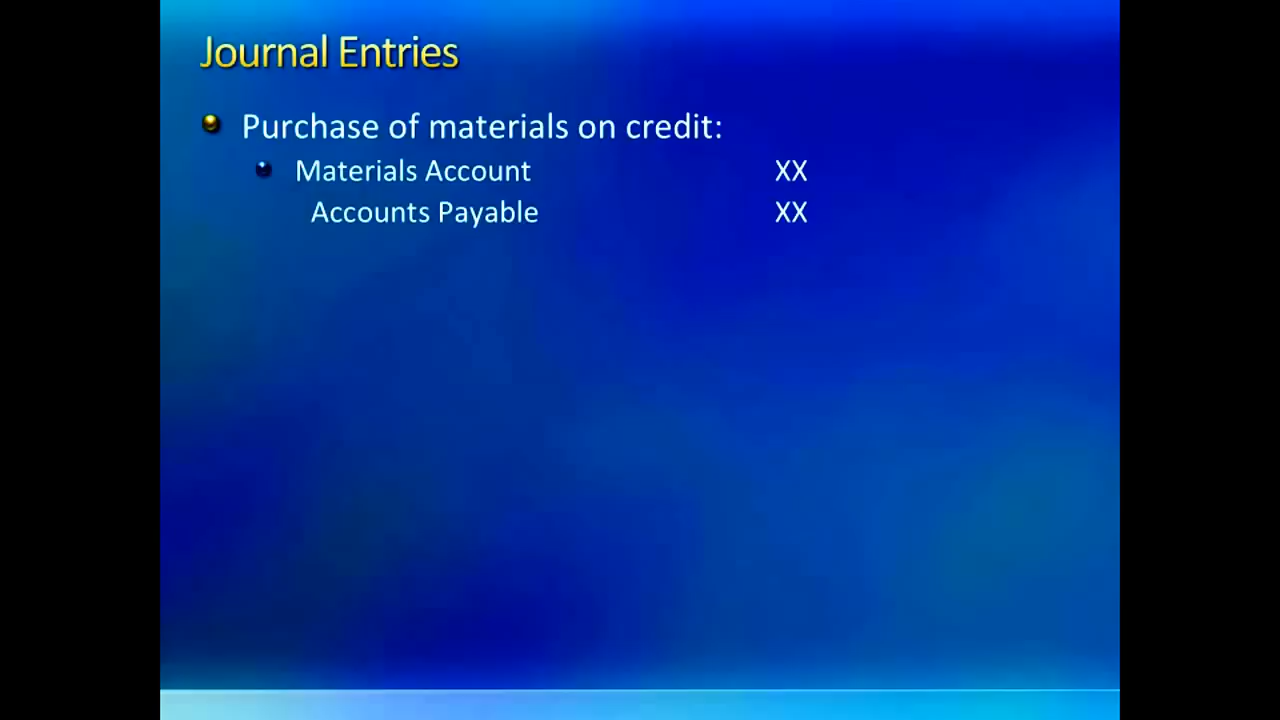 Journal Entries
Purchase of materials on credit:
Materials Account XX
Accounts Payable XX